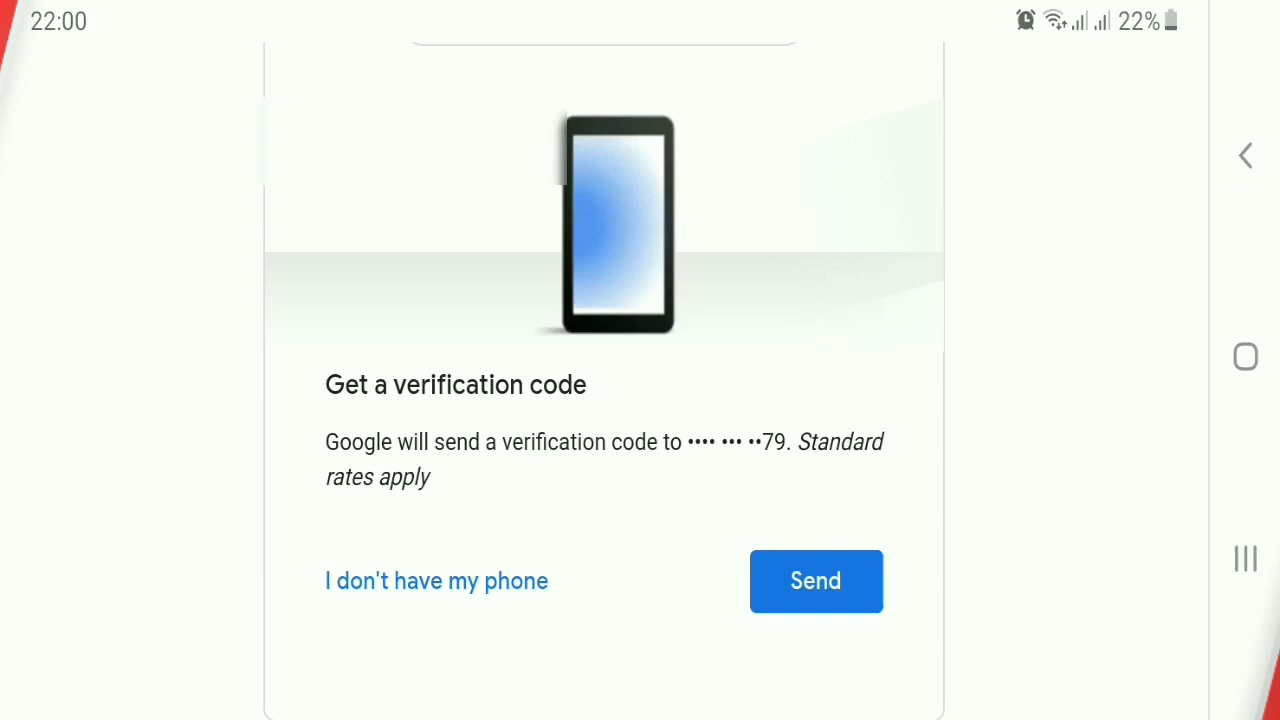 22:00
22%
Get a verification code
Google will send a verification code to •••• ••• ••79. Standard
rates apply
I don't have my phone
Send